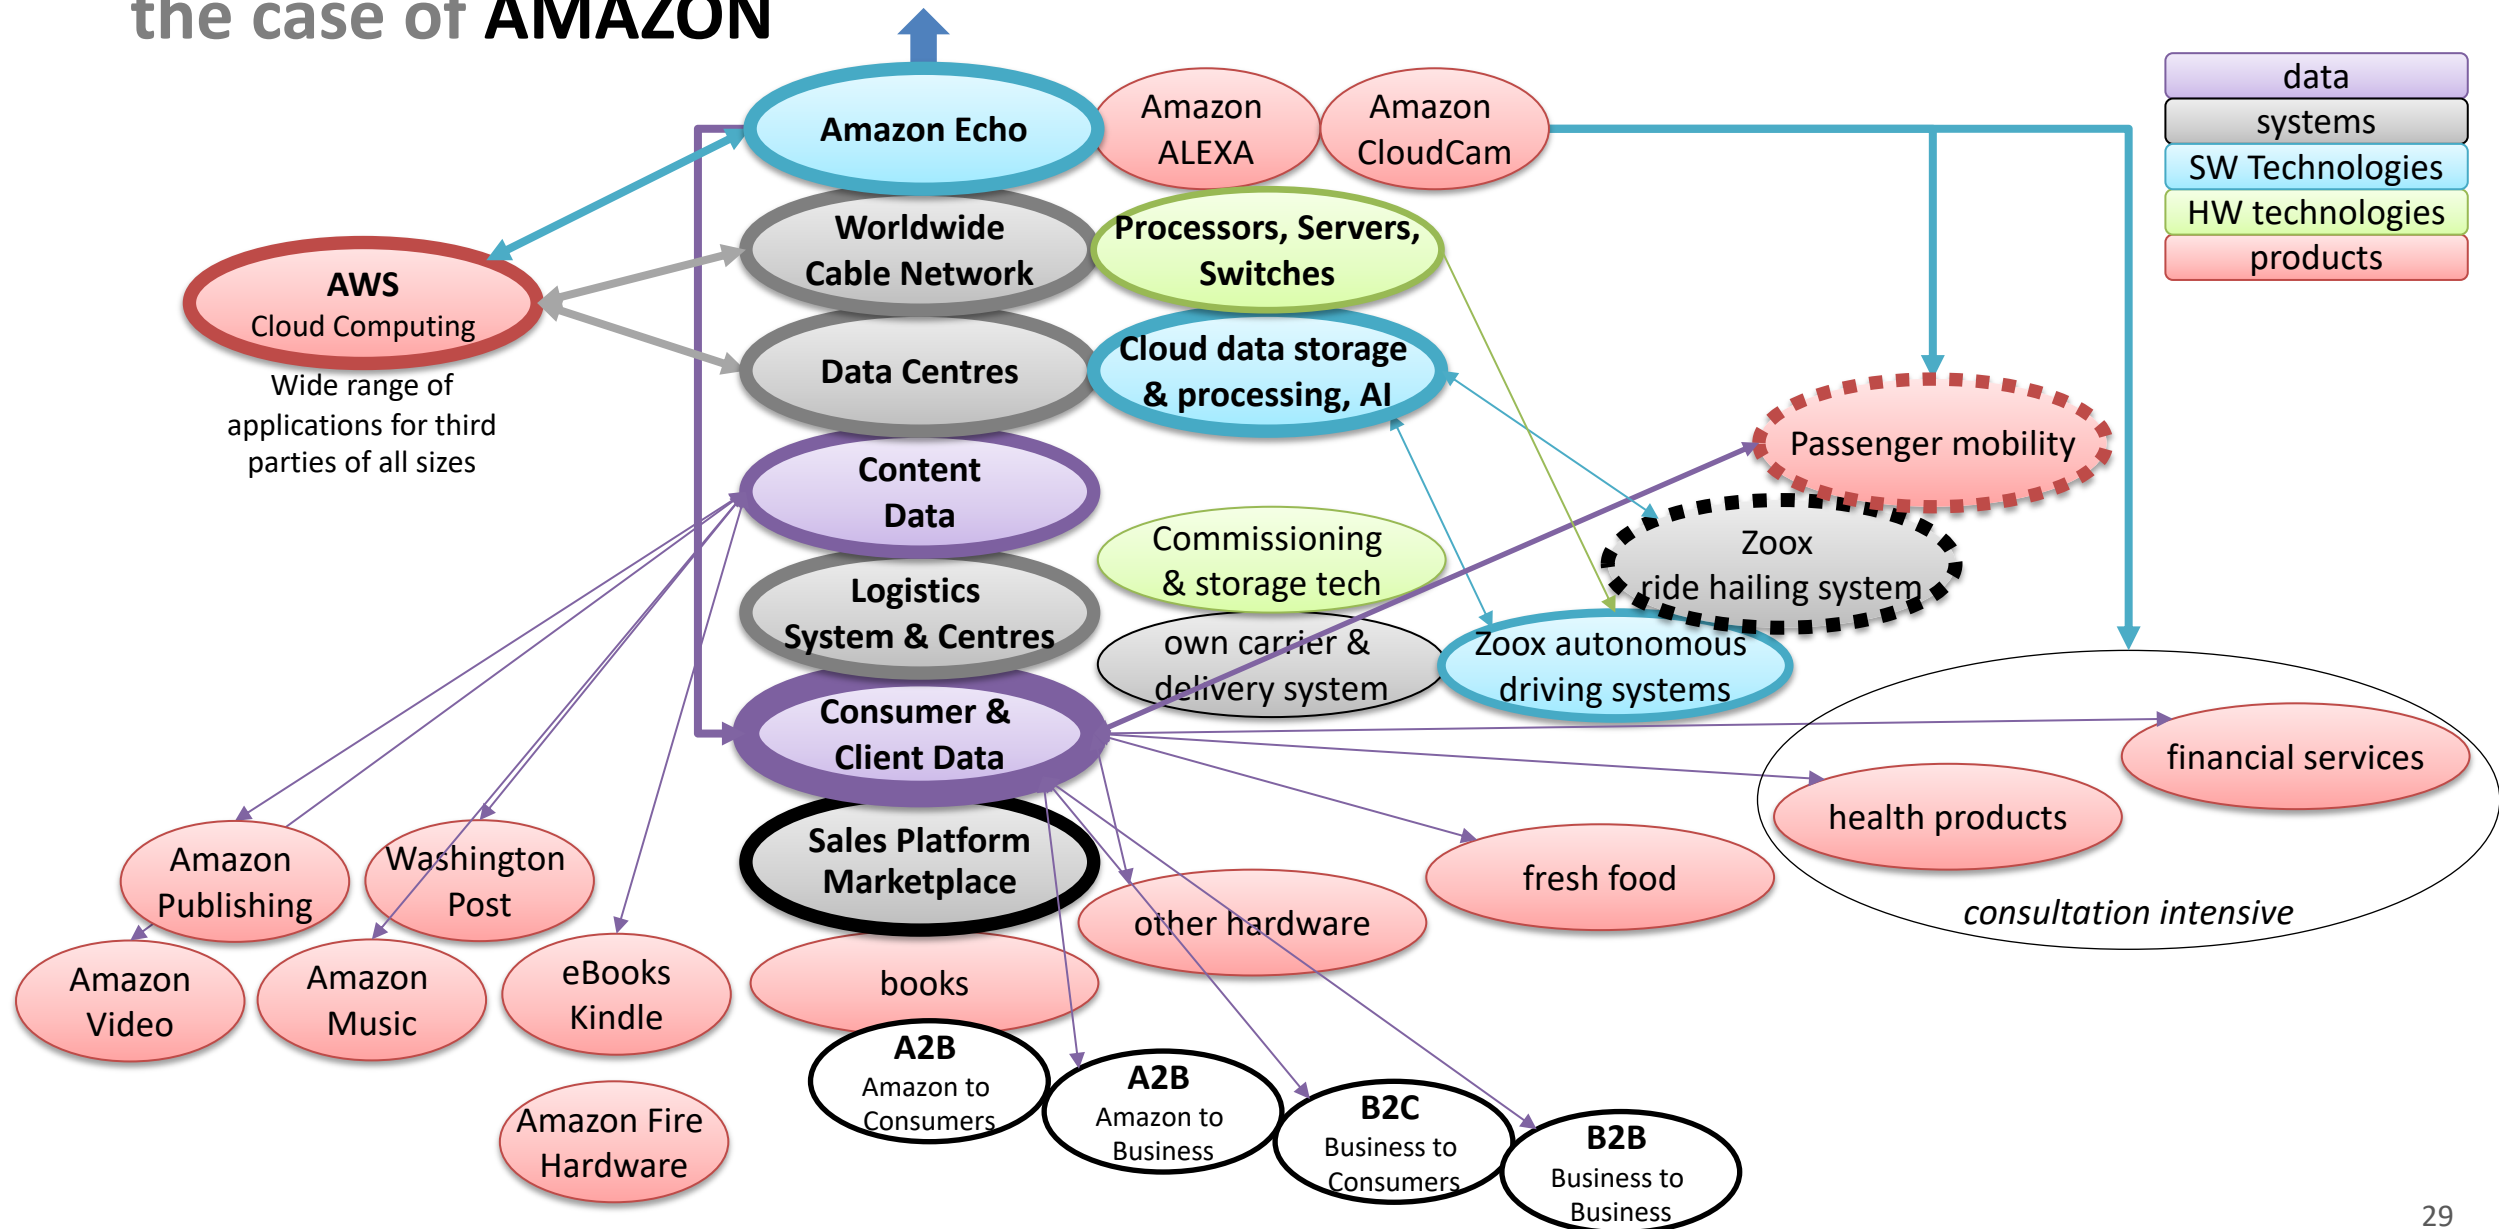 the case of AMAZON
data
systems
SW Technologies
HW technologies
products
Amazon Echo
Amazon
ALEXA
Amazon
CloudCam
Worldwide
Cable Network
Processors, Servers,
Switches
AWS
Cloud Computing
Wide range of
applications for third
parties of all sizes
Data Centres
Cloud data storage
& processing, AI
Passenger mobility
Content
Data
Commissioning
& storage tech
Zoox
ride hailing system
Logistics
System & Centres
own carrier &
delivery system
Zoox autonomous
driving systems
Consumer &
Client Data
financial services
health products
Sales Platform
Marketplace
fresh food
other hardware
consultation intensive
Amazon
Publishing
Washington
Post
Amazon
Video
Amazon
Music
eBooks
Kindle
books
Amazon Fire
Hardware
A2B
Amazon to
Consumers
A2B
Amazon to
Business
B2C
Business to
Consumers
B2B
Business to
Business
29